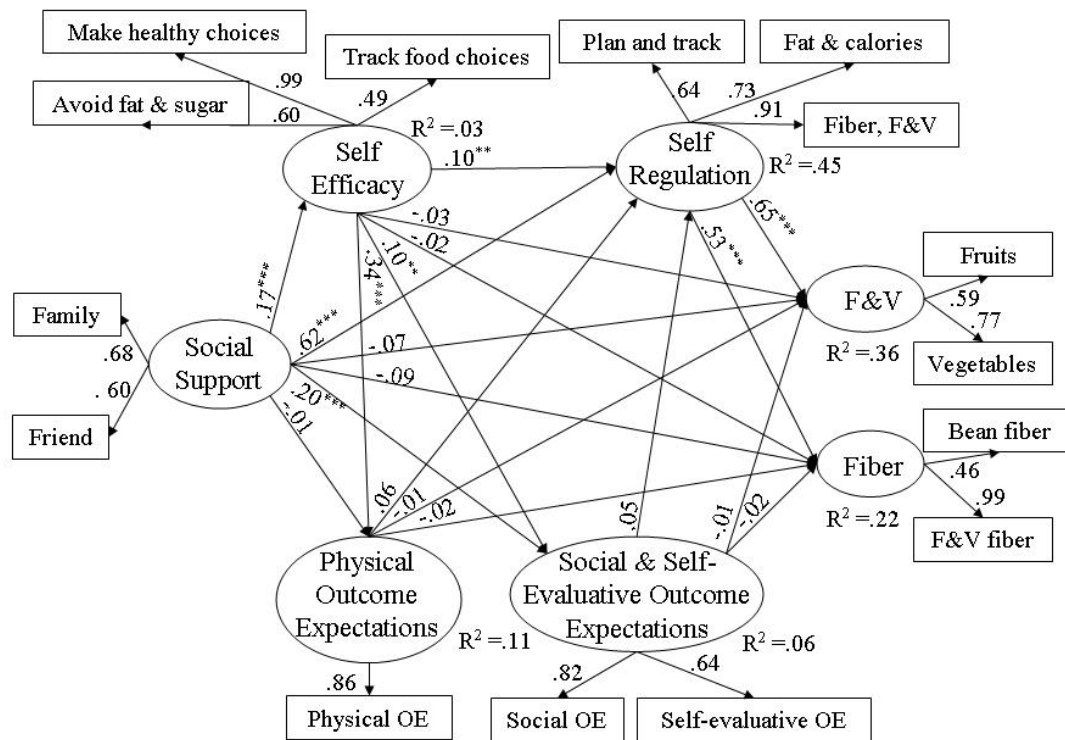 Make healthy choices
Plan and track
Fat & calories
Track food choices
.99
.49
.64
.73
Avoid fat & sugar
.60
.91
Fiber, F&V
R² =.03
Self
Efficacy
.10**
Self
Regulation
R² =.45
-.03
-.02
.65***
.53***
.34***
.10**
.17***
Fruits
F&V
.59
.77
R² =.36
Vegetables
Family
.68
Social
Support
.62***
-.07
-.09
. 60
Friend
.20***
-.01
Bean fiber
Fiber
.46
.99
R² =.22
F&V fiber
.06
-.01
-.02
.05
-.01
-.02
Physical
Outcome
Expectations
R² =.11
Social & Self-
Evaluative Outcome
Expectations
R² =.06
.86
.82
.64
Physical OE
Social OE
Self-evaluative OE